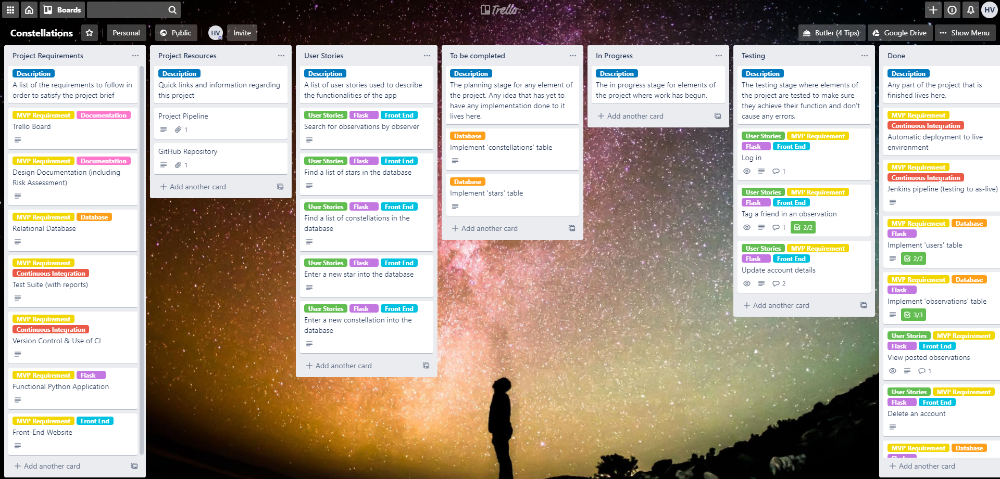 Boards
Trello
HV
Constellations
Personal
Public
HV
Invite
Butler (4 Tips)
Google Drive
Show Menu
Project Requirements
Description
A list of the requirements to follow in
order to satisfy the project brief
MVP Requirement Documentation
Trello Board
MVP Requirement Documentation
Design Documentation (including
Risk Assessment)
MVP Requirement Database
Relational Database
MVP Requirement
Continuous Integration
Test Suite (with reports)
MVP Requirement
Continuous Integration
Version Control & Use of CI
MVP Requirement Flask
Functional Python Application
MVP Requirement Front End
Front-End Website
Add another card
Project Resources
Description
Quick links and information regarding
this project
Project Pipeline
1
GitHub Repository
1
Add another card
User Stories
Description
A list of user stories used to describe
the functionalities of the app
User Stories Flask Front End
Search for observations by observer
User Stories Flask Front End
Find a list of stars in the database
User Stories Flask Front End
Find a list of constellations in the
database
User Stories Flask Front End
Enter a new star into the database
User Stories Flask Front End
Enter a new constellation into the
database
Add another card
To be completed
Description
The planning stage for any element of
the project. Any idea that has yet to
have any implementation done to it
lives here.
Database
Implement 'constellations' table
Database
Implement 'stars' table
Add another card
In Progress
Description
The in progress stage for elements of
the project where work has begun.
Add another card
Testing
Description
The testing stage where elements of
the project are tested to make sure
they achieve their function and don't
cause any errors.
User Stories MVP Requirement
Flask Front End
Log in
1
User Stories MVP Requirement
Flask Front End
Tag a friend in an observation
1 2/2
User Stories MVP Requirement
Flask Front End
Update account details
2
Add another card
Done
Description
Any part of the project that is
finished lives here.
MVP Requirement
Continuous Integration
Automatic deployment to live
environment
MVP Requirement
Continuous Integration
Jenkins pipeline (testing to as-live)
MVP Requirement Database
Flask
Implement 'users' table
2/2
MVP Requirement Database
Flask
Implement 'observations' table
3/3
User Stories MVP Requirement
Flask Front End
View posted observations
1
User Stories MVP Requirement
Flask Front End
Delete an account
MVP Requirement Database
Flask
Add another card